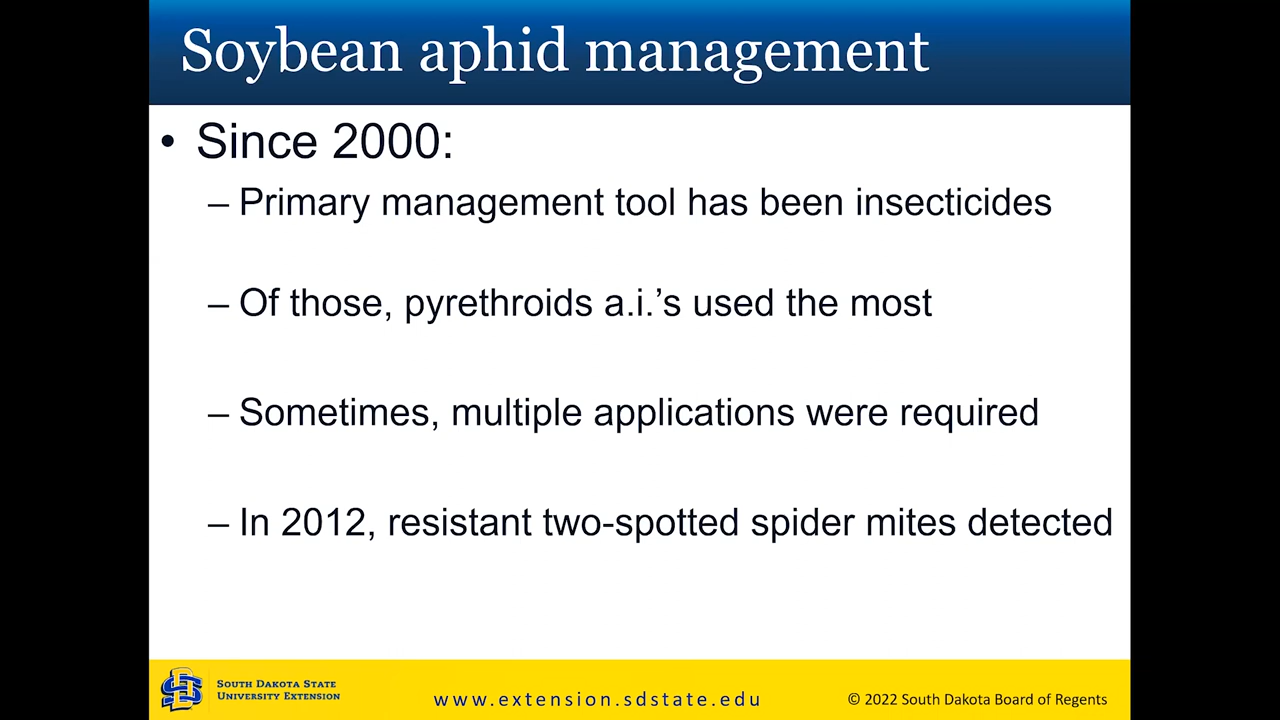 Soybean aphid management
• Since 2000:
– Primary management tool has been insecticides
– Of those, pyrethroids a.i.’s used the most
– Sometimes, multiple applications were required
– In 2012, resistant two-spotted spider mites detected
SOUTH DAKOTA STATE
UNIVERSITY EXTENSION
www.extension.sdstate.edu
© 2022 South Dakota Board of Regents